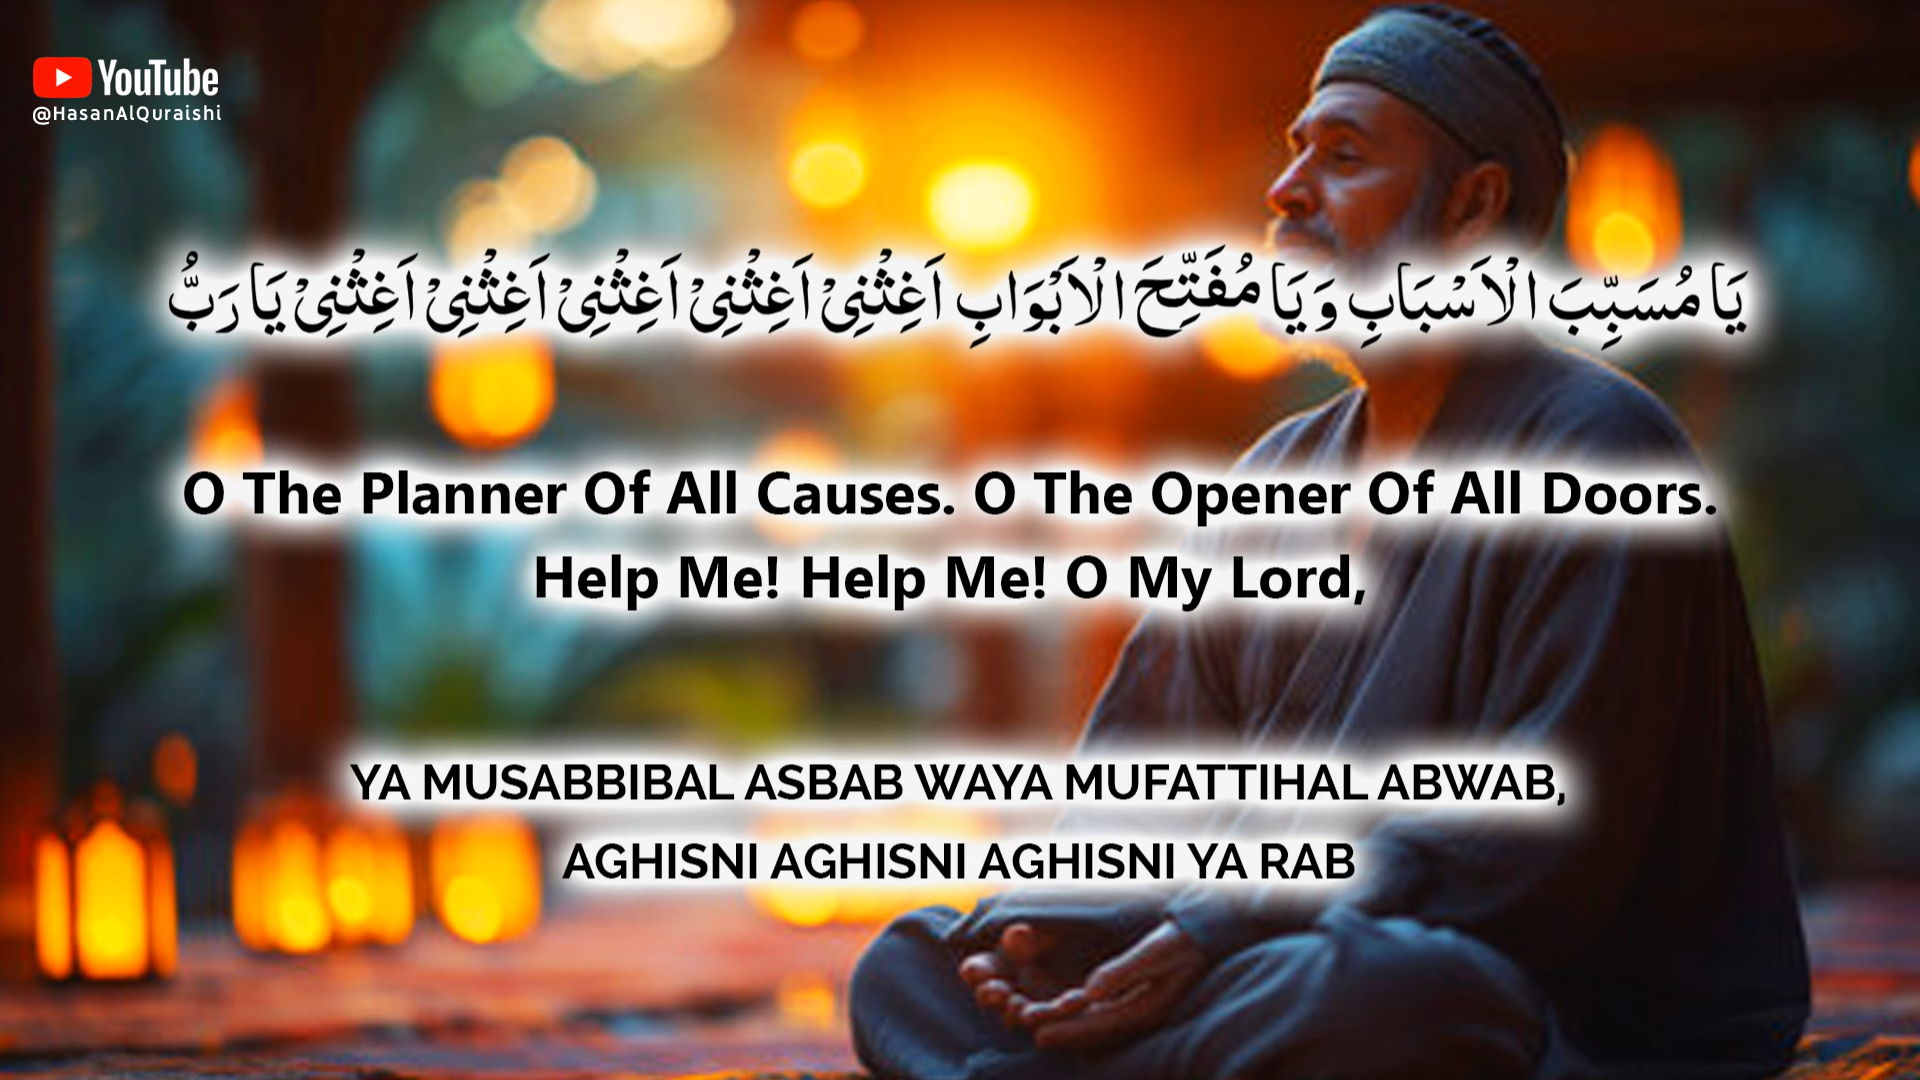 YouTube
@HasanAlQuraishi
يَا مُسَبِّبَ الْاَسْبَابِ وَيَا مُفَتِّحَ الْاَبْوَابِ اَغِثْنِىْ اَغِثْنِىْ اَغِثْنِىْ اَغِثْنِىْ اَغِثْنِىْ يَا رَبُّ
O The Planner Of All Causes. O The Opener Of All Doors.
Help Me! Help Me! O My Lord,
YA MUSABBIBAL ASBAB WAYA MUFATTIHAL ABWAB,
AGHISNI AGHISNI AGHISNI YA RAB